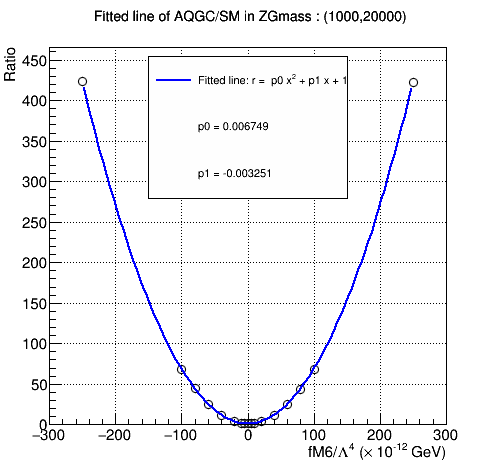 Fitted line of AQGC/SM in ZGmass : (1000,20000)
Ratio
450
400
350
300
250
200
150
100
50
0
Fitted line: r = p0 x² + p1 x + 1
p0 = 0.006749
p1 = -0.003251
−300 −200 −100 0 100 200 300
fM6/Λ⁴ (× 10⁻¹² GeV)